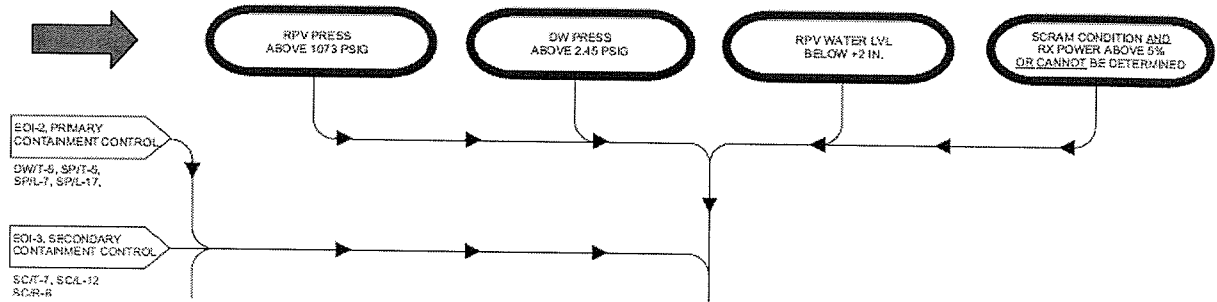 RPV PRESS
ABOVE 1073 PSIG
DW PRESS
ABOVE 2.45 PSIG
RPV WATER LVL
BELOW +2 IN.
SCRAM CONDITION AND
RX POWER ABOVE 5%
OR CANNOT BE DETERMINED
EOI-2, PRIMARY
CONTAINMENT CONTROL
DW/T-6, SP/T-6,
SP/L-7, SP/L-17,
EOI-3, SECONDARY
CONTAINMENT CONTROL
SC/T-7, SC/L-12
SC/R-8